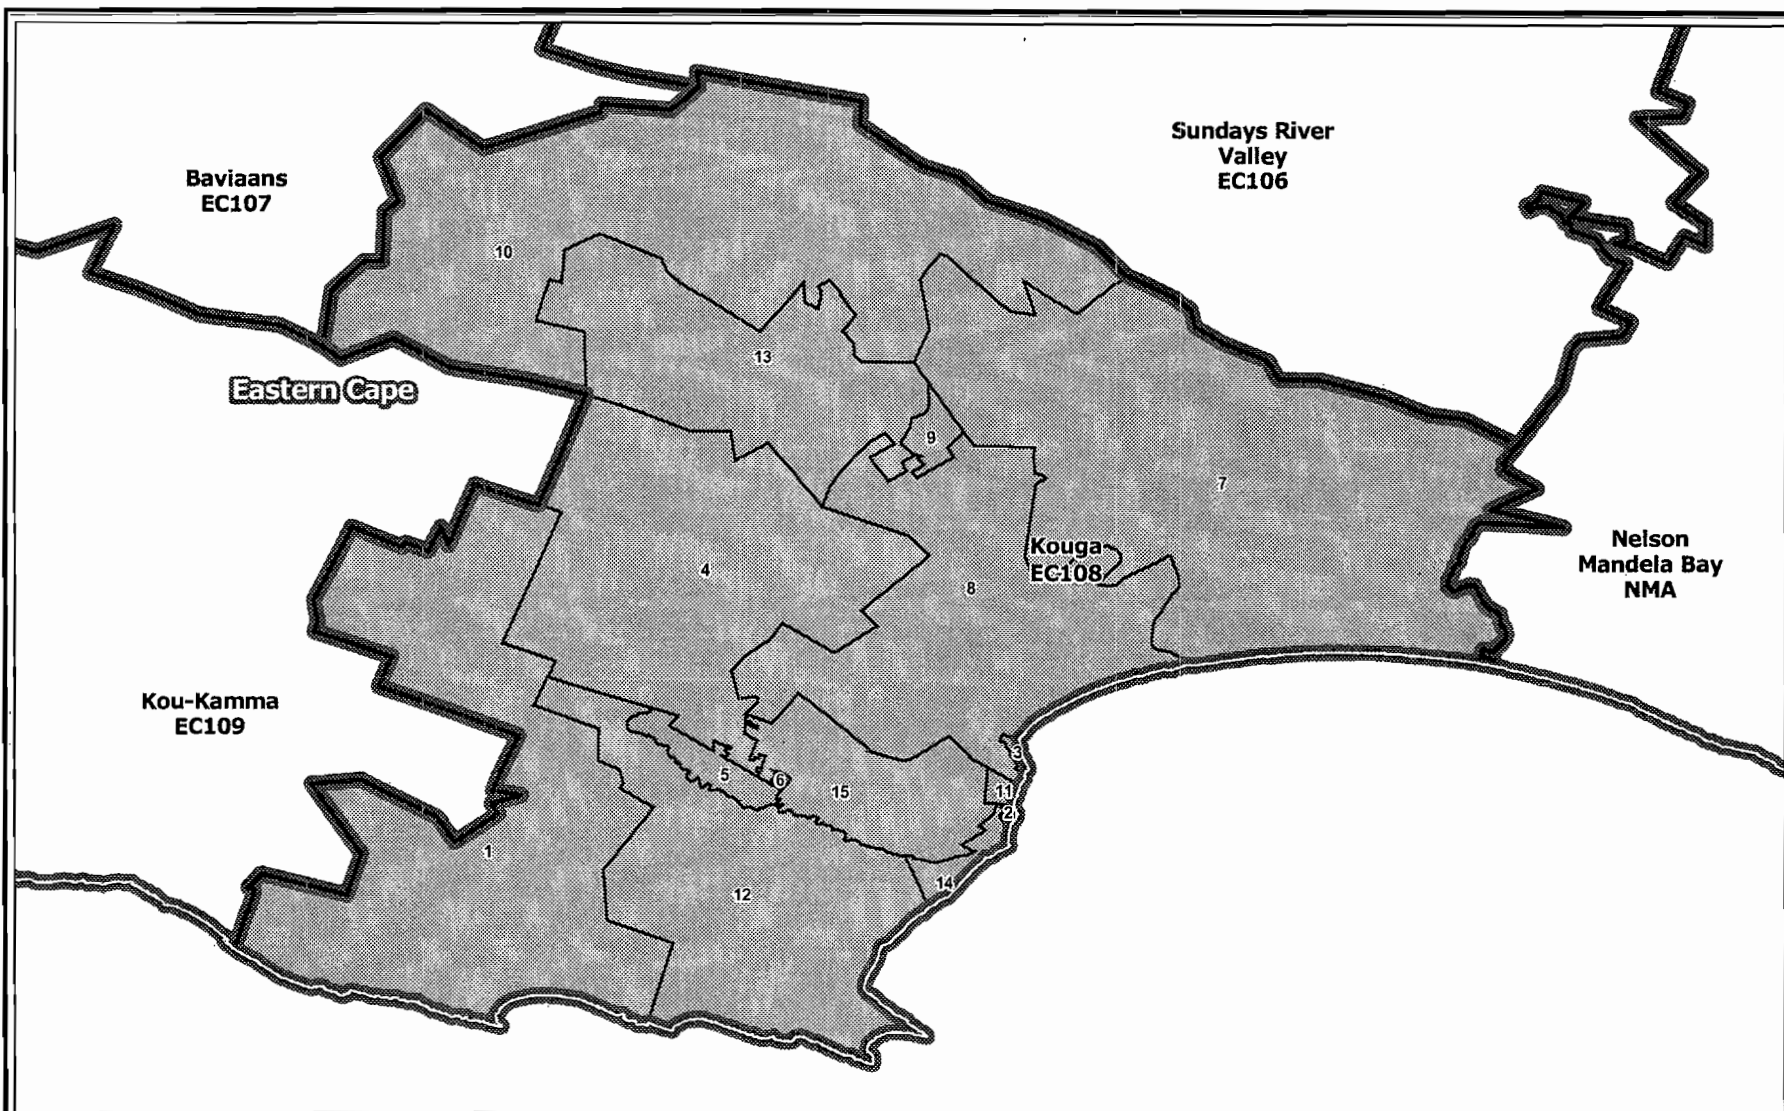 Sundays River
Valley
EC106
Baviaans
EC107
10
13
Eastern Cape
9
7
Nelson
Mandela Bay
NMA
Kouga
EC108
4
8
Kou-Kamma
EC109
3
5
6
15
11
2
1
12
14